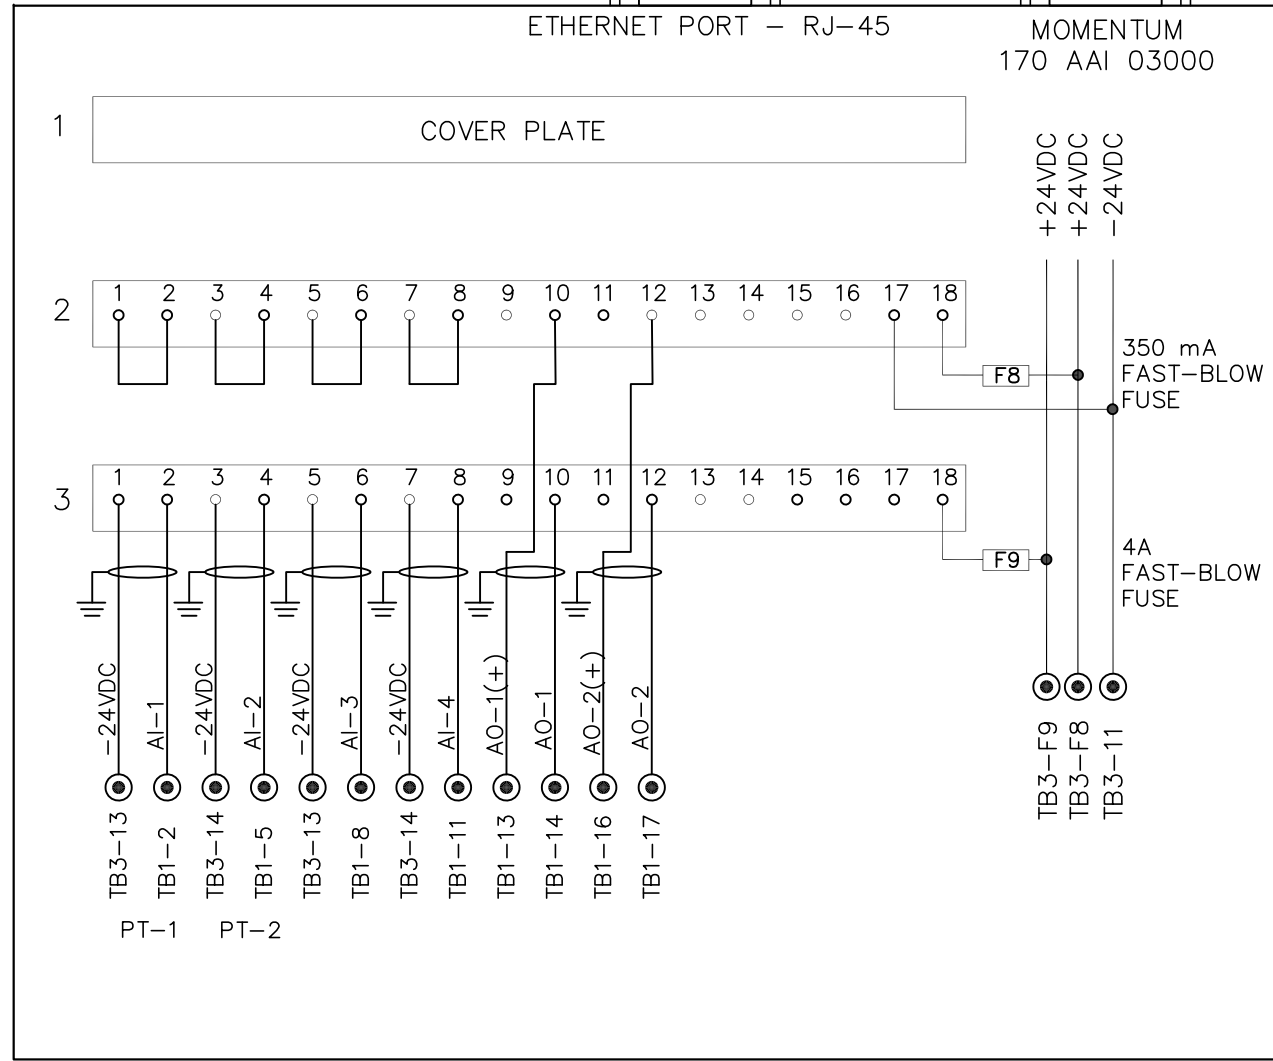 ETHERNET PORT - RJ-45
MOMENTUM
170 AAI 03000
1
COVER PLATE
+24VDC
+24VDC
-24VDC
2
1 2 3 4 5 6 7 8 9 10 11 12 13 14 15 16 17 18
350 mA
FAST-BLOW
FUSE
F8
3
1 2 3 4 5 6 7 8 9 10 11 12 13 14 15 16 17 18
4A
FAST-BLOW
FUSE
F9
-24VDC
AI-1
-24VDC
AI-2
-24VDC
AI-3
-24VDC
AI-4
AO-1(+)
AO-1
AO-2(+)
AO-2
TB3-13
TB1-2
TB3-14
TB1-5
TB3-13
TB1-8
TB3-14
TB1-11
TB1-13
TB1-14
TB1-16
TB1-17
TB3-F9
TB3-F8
TB3-11
PT-1
PT-2